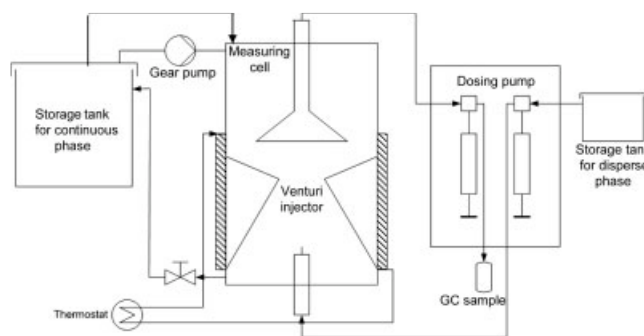 Measuring
cell
Gear pump
Storage tank
for continuous
phase
Dosing pump
Storage tank
for disperse
phase
Venturi
injector
GC sample
Thermostat